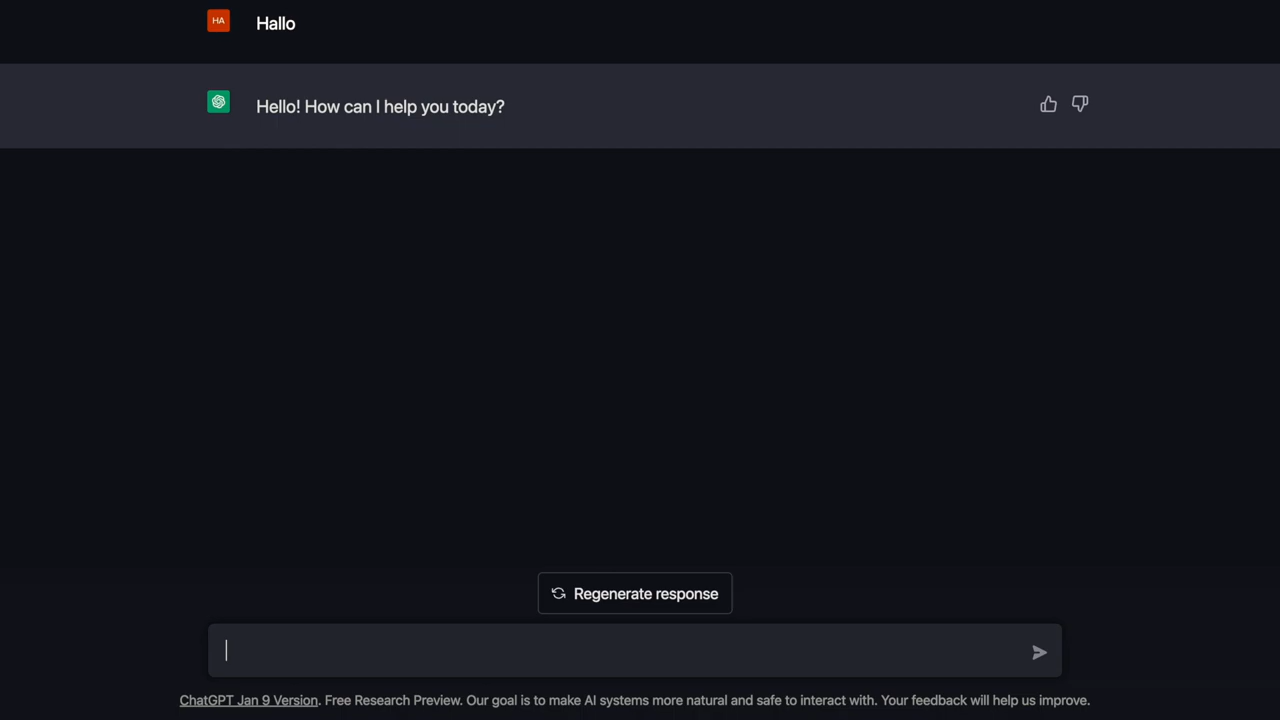 HA
Hallo
Hello! How can I help you today?
Regenerate response
ChatGPT Jan 9 Version. Free Research Preview. Our goal is to make AI systems more natural and safe to interact with. Your feedback will help us improve.